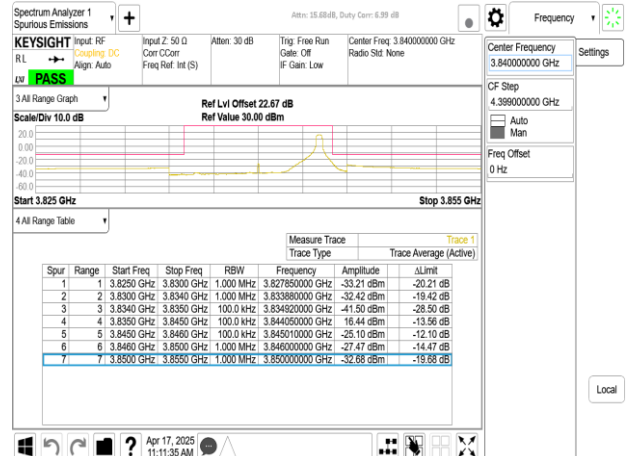 Spectrum Analyzer 1
Spurious Emissions
Attn: 15.68dB, Duty Corr: 6.99 dB
Frequency
KEYSIGHT
R L
LXI PASS
Input: RF
Coupling: DC
Align: Auto
Input Z: 50 Ω
Corr CCorr
Freq Ref: Int (S)
Atten: 30 dB
Trig: Free Run
Gate: Off
IF Gain: Low
Center Freq: 3.840000000 GHz
Radio Std: None
Center Frequency
3.840000000 GHz
Settings
CF Step
4.399000000 GHz
Auto
Man
Freq Offset
0 Hz
3 All Range Graph
Ref Lvl Offset 22.67 dB
Scale/Div 10.0 dB
Ref Value 30.00 dBm
20.0
0.00
-20.0
-40.0
-60.0
Start 3.825 GHz
Stop 3.855 GHz
4 All Range Table
Measure Trace Trace 1
Trace Type Trace Average (Active)
Spur Range Start Freq Stop Freq RBW Frequency Amplitude ΔLimit
1 1 3.8250 GHz 3.8300 GHz 1.000 MHz 3.827850000 GHz -33.21 dBm -20.21 dB
2 2 3.8300 GHz 3.8340 GHz 1.000 MHz 3.833880000 GHz -32.42 dBm -19.42 dB
3 3 3.8340 GHz 3.8350 GHz 100.0 kHz 3.834920000 GHz -41.50 dBm -28.50 dB
4 4 3.8350 GHz 3.8450 GHz 100.0 kHz 3.844050000 GHz 16.44 dBm -13.56 dB
5 5 3.8450 GHz 3.8460 GHz 100.0 kHz 3.845010000 GHz -25.10 dBm -12.10 dB
6 6 3.8460 GHz 3.8500 GHz 1.000 MHz 3.846000000 GHz -27.47 dBm -14.47 dB
7 7 3.8500 GHz 3.8550 GHz 1.000 MHz 3.850000000 GHz -32.68 dBm -19.68 dB
Local
Apr 17, 2025
11:11:35 AM